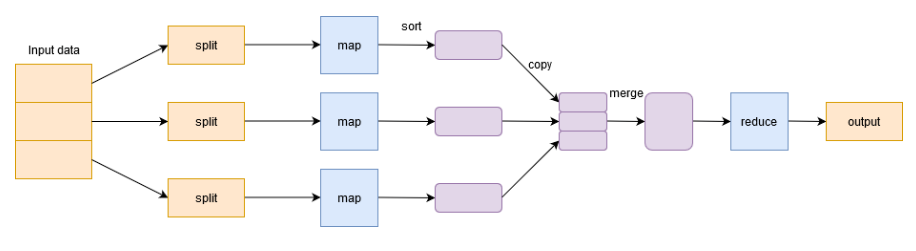 Input data
split
map
sort
copy
merge
split
map
reduce
output
split
map